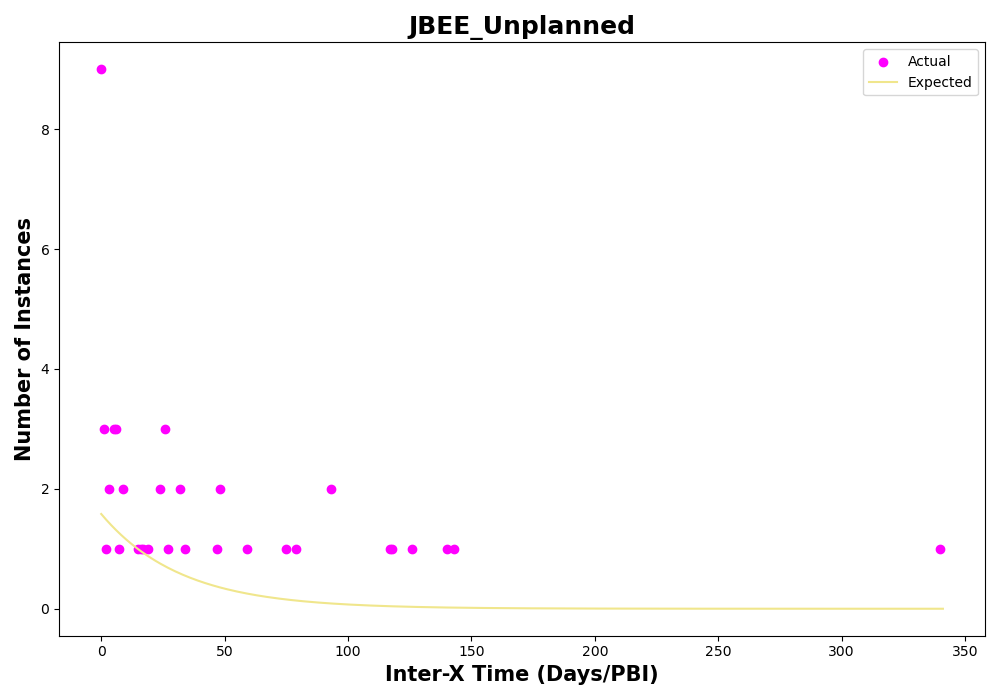 JBEE_Unplanned
Actual
Expected
Number of Instances
8
6
4
2
0
0 50 100 150 200 250 300 350
Inter-X Time (Days/PBI)